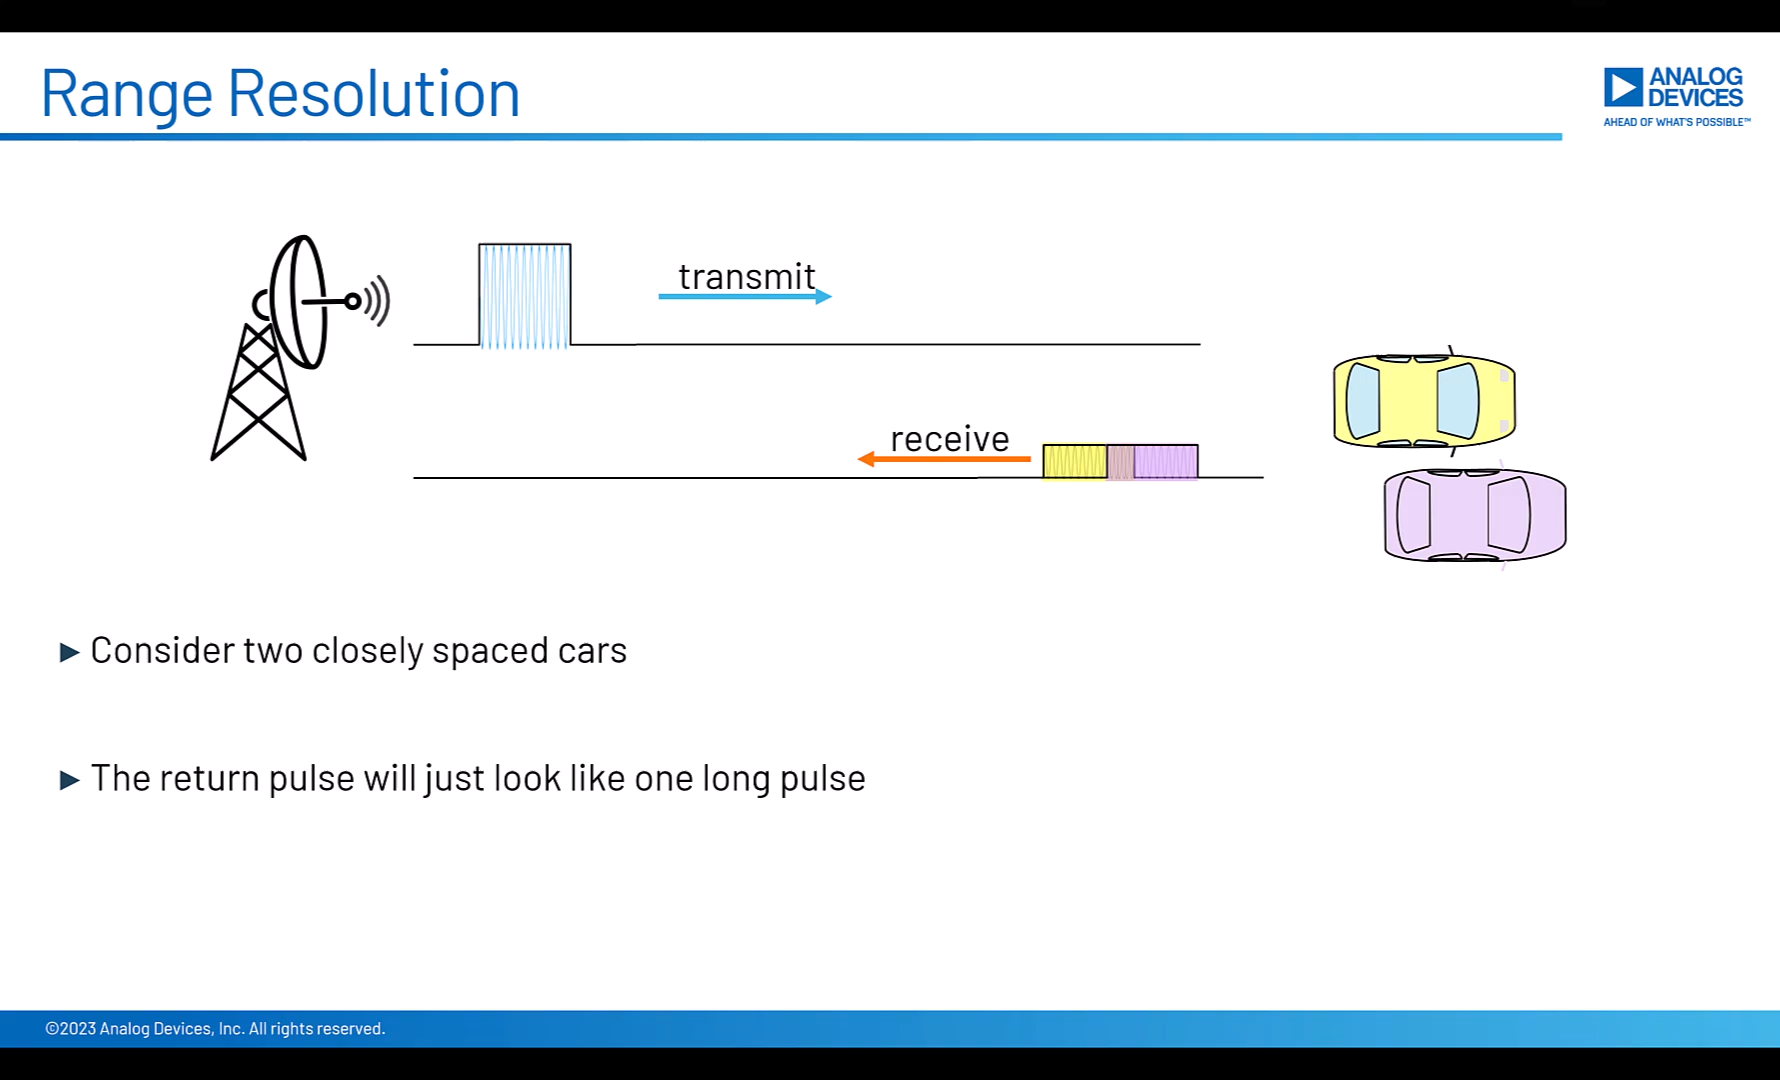 Range Resolution
ANALOG
DEVICES
AHEAD OF WHAT'S POSSIBLE™
transmit
receive
► Consider two closely spaced cars
► The return pulse will just look like one long pulse
©2023 Analog Devices, Inc. All rights reserved.